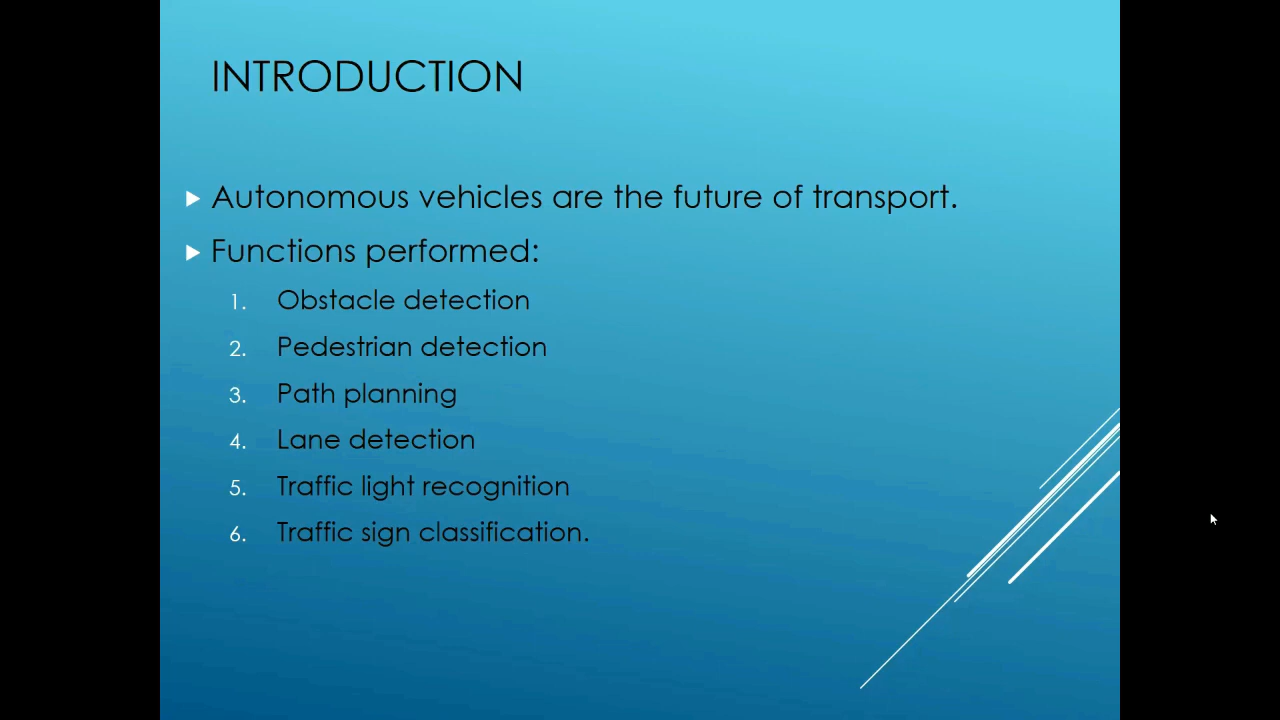 INTRODUCTION
Autonomous vehicles are the future of transport.
Functions performed:
1. Obstacle detection
2. Pedestrian detection
3. Path planning
4. Lane detection
5. Traffic light recognition
6. Traffic sign classification.